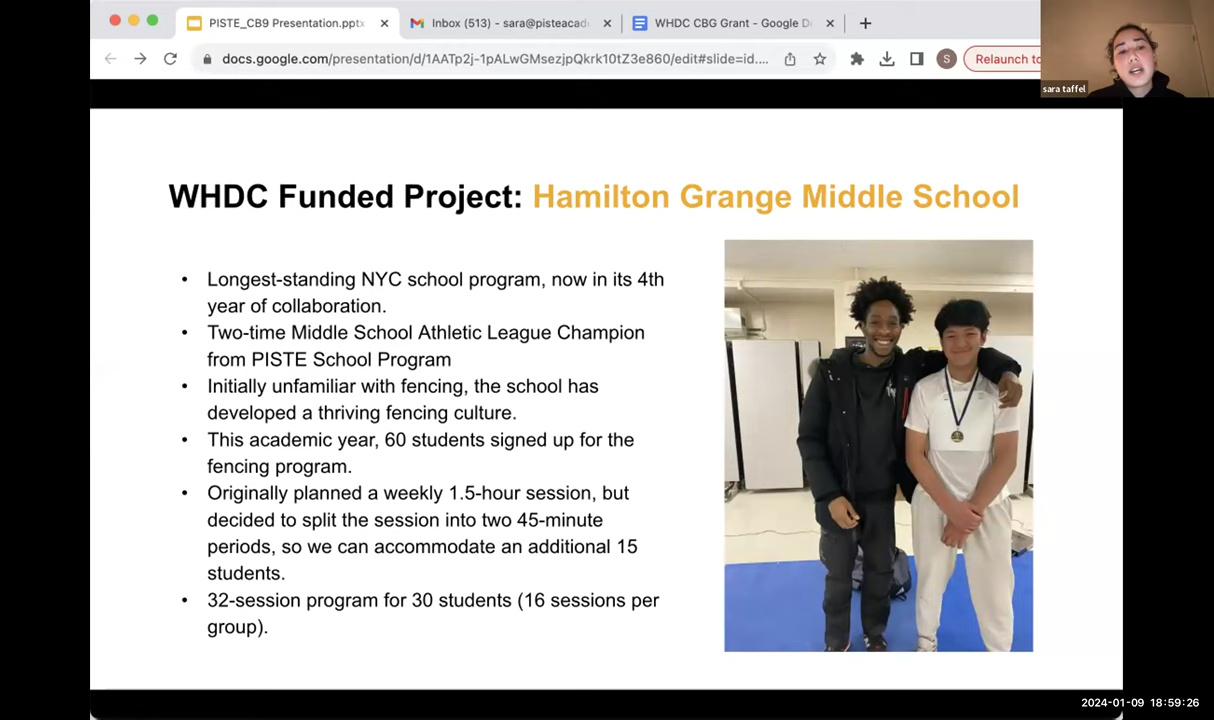 PISTE_CB9 Presentation.pptx
Inbox (513) - sara@pisteacad
WHDC CBG Grant - Google D
docs.google.com/presentation/d/1AATp2j-1pALwGMsezjpQkrk10tZ3e860/edit#slide=id....
S
Relaunch to
sara taffel
WHDC Funded Project: Hamilton Grange Middle School
• Longest-standing NYC school program, now in its 4th
year of collaboration.
• Two-time Middle School Athletic League Champion
from PISTE School Program
• Initially unfamiliar with fencing, the school has
developed a thriving fencing culture.
• This academic year, 60 students signed up for the
fencing program.
• Originally planned a weekly 1.5-hour session, but
decided to split the session into two 45-minute
periods, so we can accommodate an additional 15
students.
• 32-session program for 30 students (16 sessions per
group).
2024-01-09 18:59:26